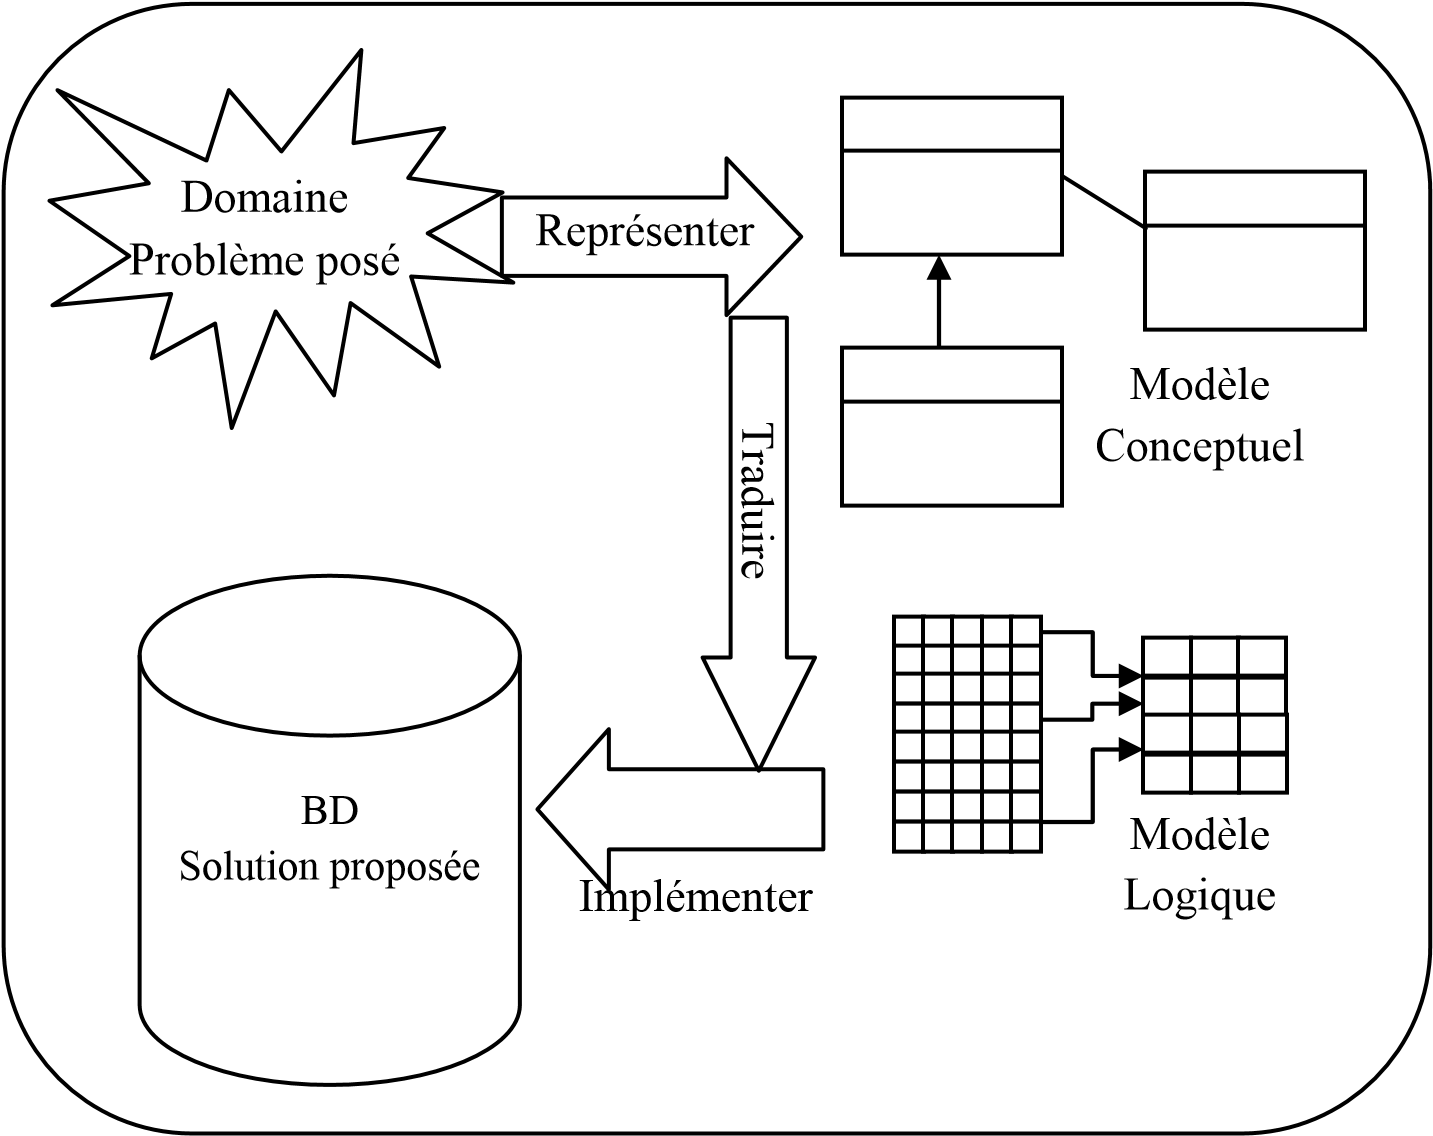 Domaine
Problème posé
Représenter
Modèle
Conceptuel
Traduire
BD
Solution proposée
Implémenter
Modèle
Logique